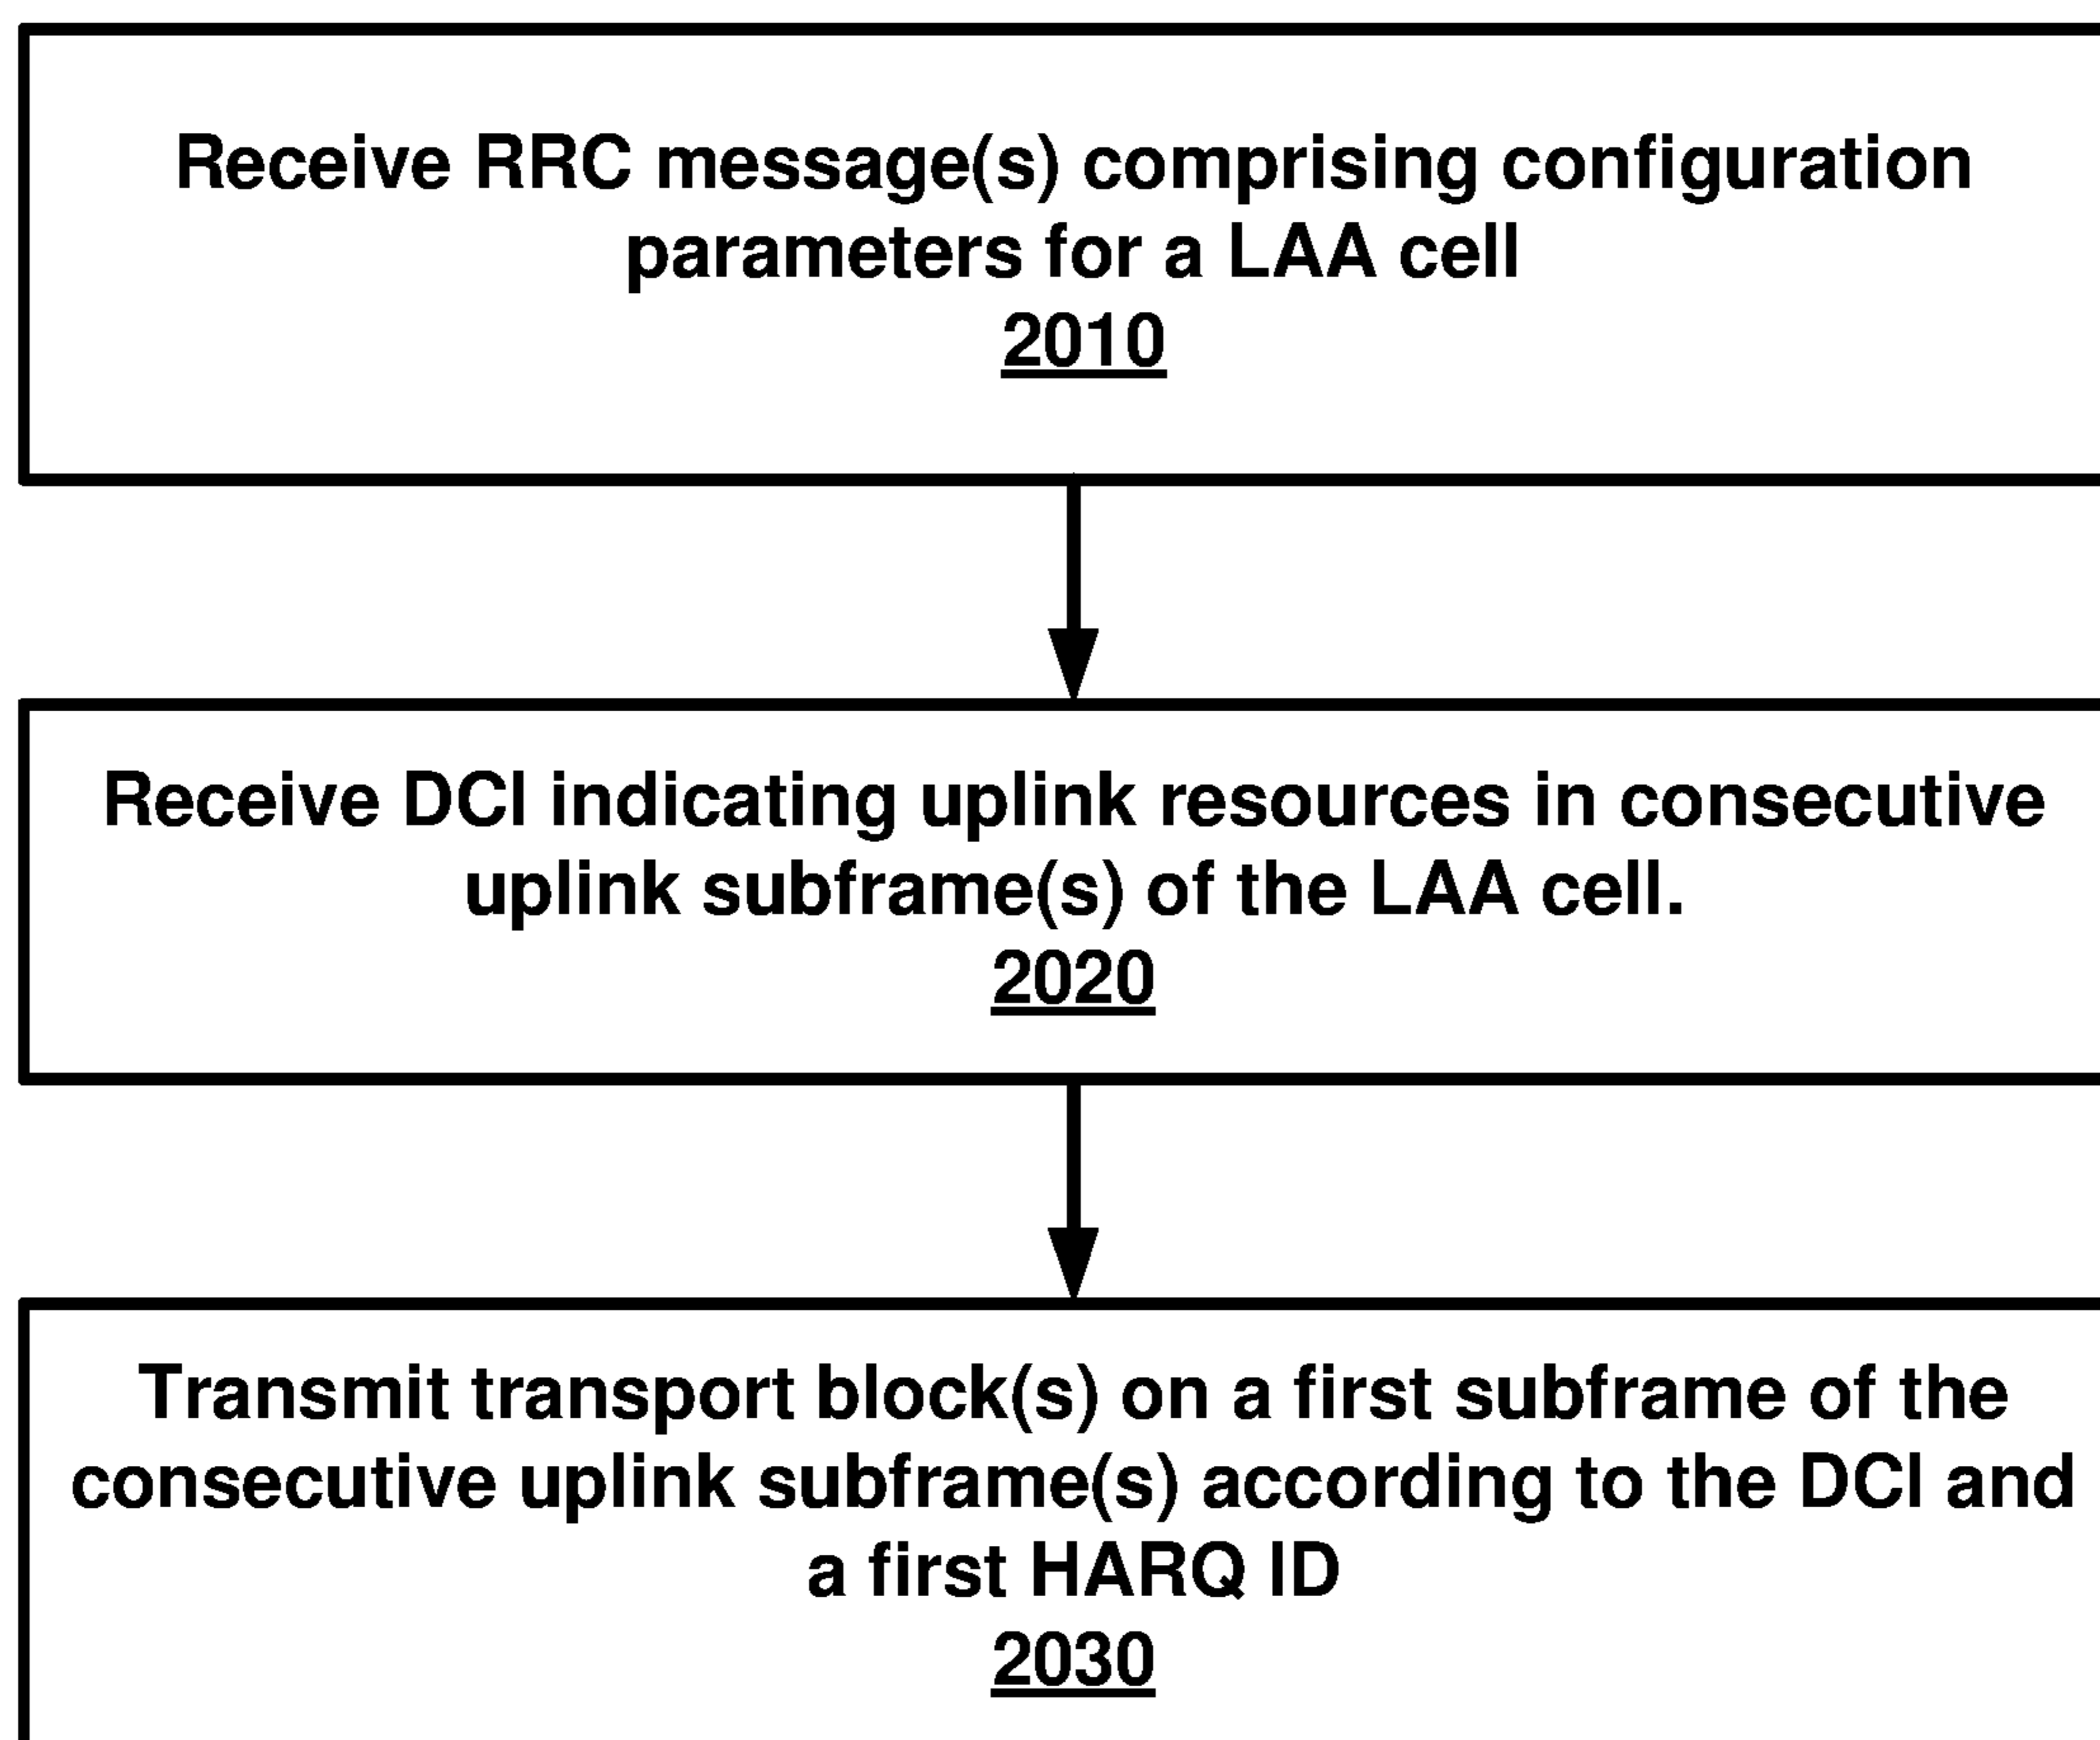 Receive RRC message(s) comprising configuration
parameters for a LAA cell
2010
Receive DCI indicating uplink resources in consecutive
uplink subframe(s) of the LAA cell.
2020
Transmit transport block(s) on a first subframe of the
consecutive uplink subframe(s) according to the DCI and
a first HARQ ID
2030